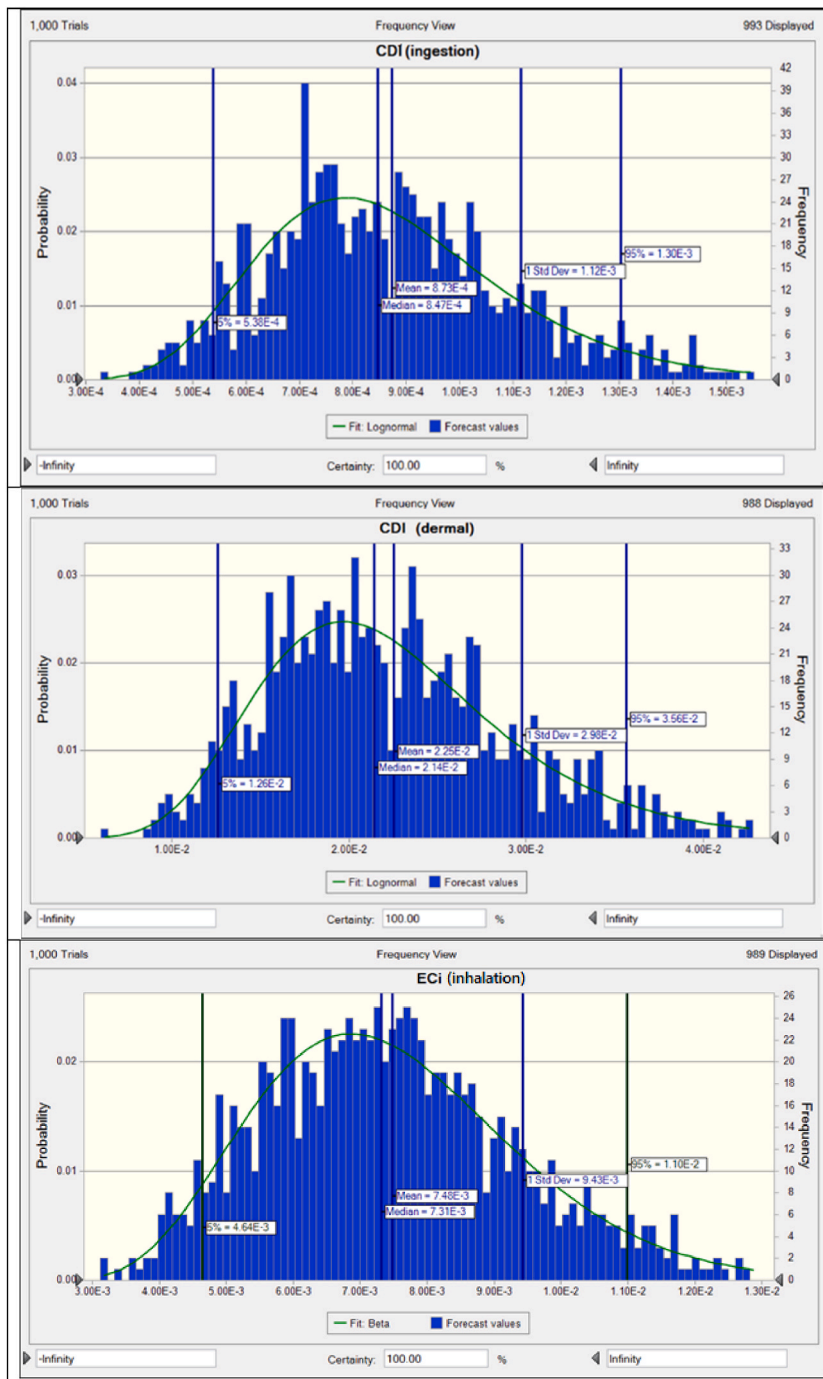 1,000 Trials Frequency View 993 Displayed
CDI (ingestion)
0.04
0.03
0.02
0.01
0.00
Probability
42
39
36
33
30
27
24
21
18
15
12
9
6
3
0
Frequency
95% = 1.30E-3
1 Std Dev = 1.12E-3
Mean = 8.73E-4
Median = 8.47E-4
5% = 5.38E-4
3.00E-4 4.00E-4 5.00E-4 6.00E-4 7.00E-4 8.00E-4 9.00E-4 1.00E-3 1.10E-3 1.20E-3 1.30E-3 1.40E-3 1.50E-3
Fit: Lognormal Forecast values
-Infinity Certainty: 100.00 % Infinity
1,000 Trials Frequency View 988 Displayed
CDI (dermal)
0.03
0.02
0.01
0.00
Probability
33
30
27
24
21
18
15
12
9
6
3
0
Frequency
95% = 3.56E-2
1 Std Dev = 2.98E-2
Mean = 2.25E-2
Median = 2.14E-2
5% = 1.26E-2
1.00E-2 2.00E-2 3.00E-2 4.00E-2
Fit: Lognormal Forecast values
-Infinity Certainty: 100.00 % Infinity
1,000 Trials Frequency View 989 Displayed
ECi (inhalation)
0.02
0.01
0.00
Probability
26
24
22
20
18
16
14
12
10
8
6
4
2
0
Frequency
95% = 1.10E-2
1 Std Dev = 9.43E-3
Mean = 7.48E-3
Median = 7.31E-3
5% = 4.64E-3
3.00E-3 4.00E-3 5.00E-3 6.00E-3 7.00E-3 8.00E-3 9.00E-3 1.00E-2 1.10E-2 1.20E-2 1.30E-2
Fit: Beta Forecast values
-Infinity Certainty: 100.00 % Infinity